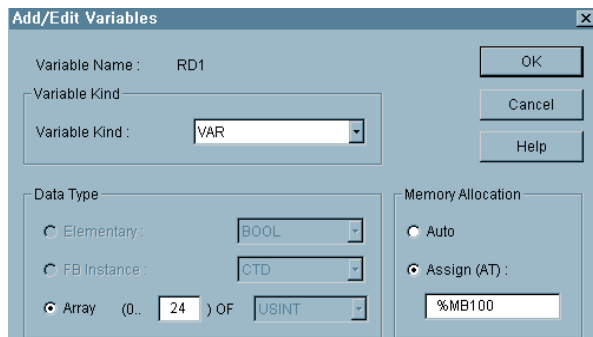 Add/Edit Variables
Variable Name : RD1
OK
Variable Kind
Variable Kind : VAR
Cancel
Help
Data Type
Elementary : BOOL
FB Instance : CTD
Array (0.. 24 ) OF USINT
Memory Allocation
Auto
Assign (AT) :
%MB100